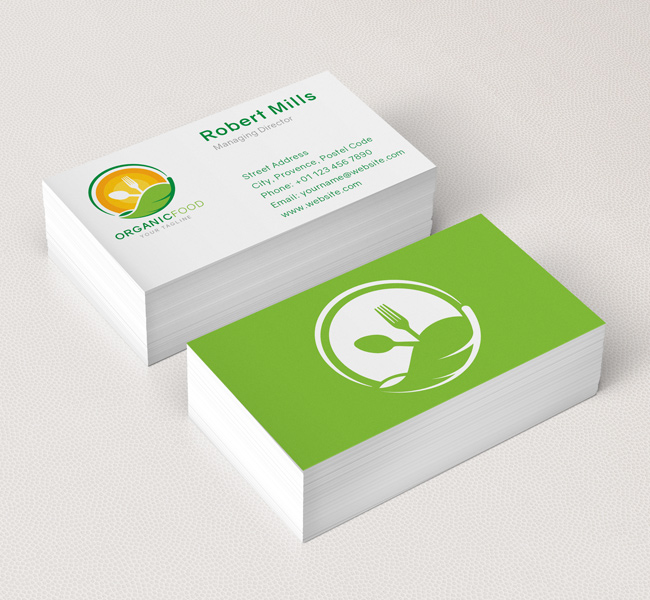 Robert Mills
Managing Director
Street Address
City, Provence, Postel Code
Phone: +01 123 456 7890
Email: yourname@website.com
www.website.com
ORGANICFOOD
YOUR TAGLINE